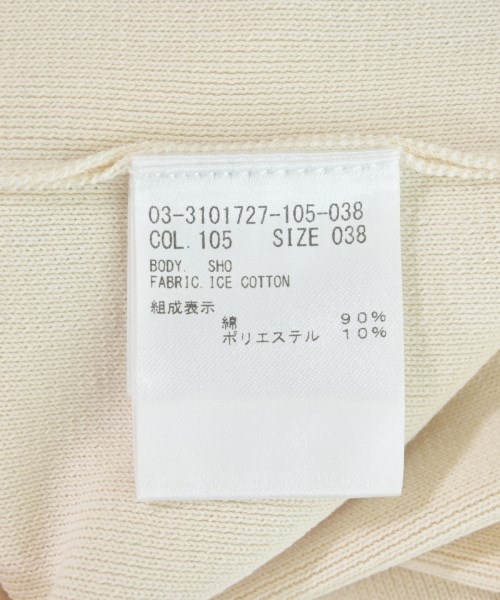 03-3101727-105-038
COL. 105 SIZE 038
BODY. SHO
FABRIC. ICE COTTON
組成表示
綿 90%
ポリエステル 10%